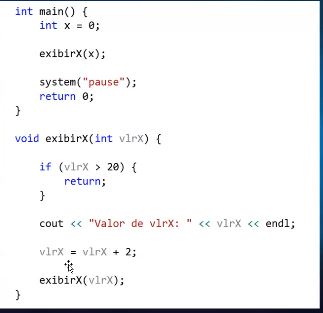 int main() {
int x = 0;
exibirX(x);
system("pause");
return 0;
}
void exibirX(int vlrX) {
if (vlrX > 20) {
return;
}
cout << "Valor de vlrX: " << vlrX << endl;
vlrX = vlrX + 2;
exibirX(vlrX);
}